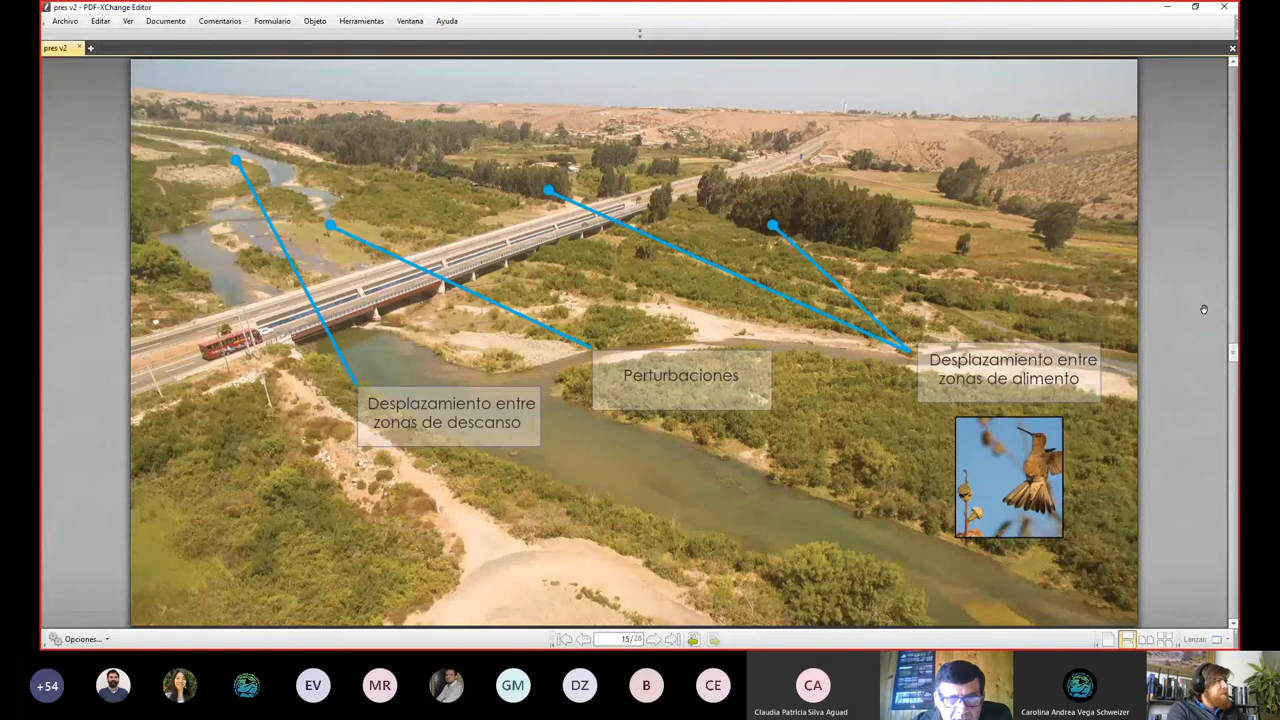 pres v2 - PDF-XChange Editor
Archivo Editar Ver Documento Comentarios Formulario Objeto Herramientas Ventana Ayuda
pres v2
Desplazamiento entre
zonas de descanso
Perturbaciones
Desplazamiento entre
zonas de alimento
Opciones...
15 / 28
Lanzar
+54
EV
MR
GM
DZ
B
CE
CA
Claudia Patricia Silva Aguad
Carolina Andrea Vega Schweizer